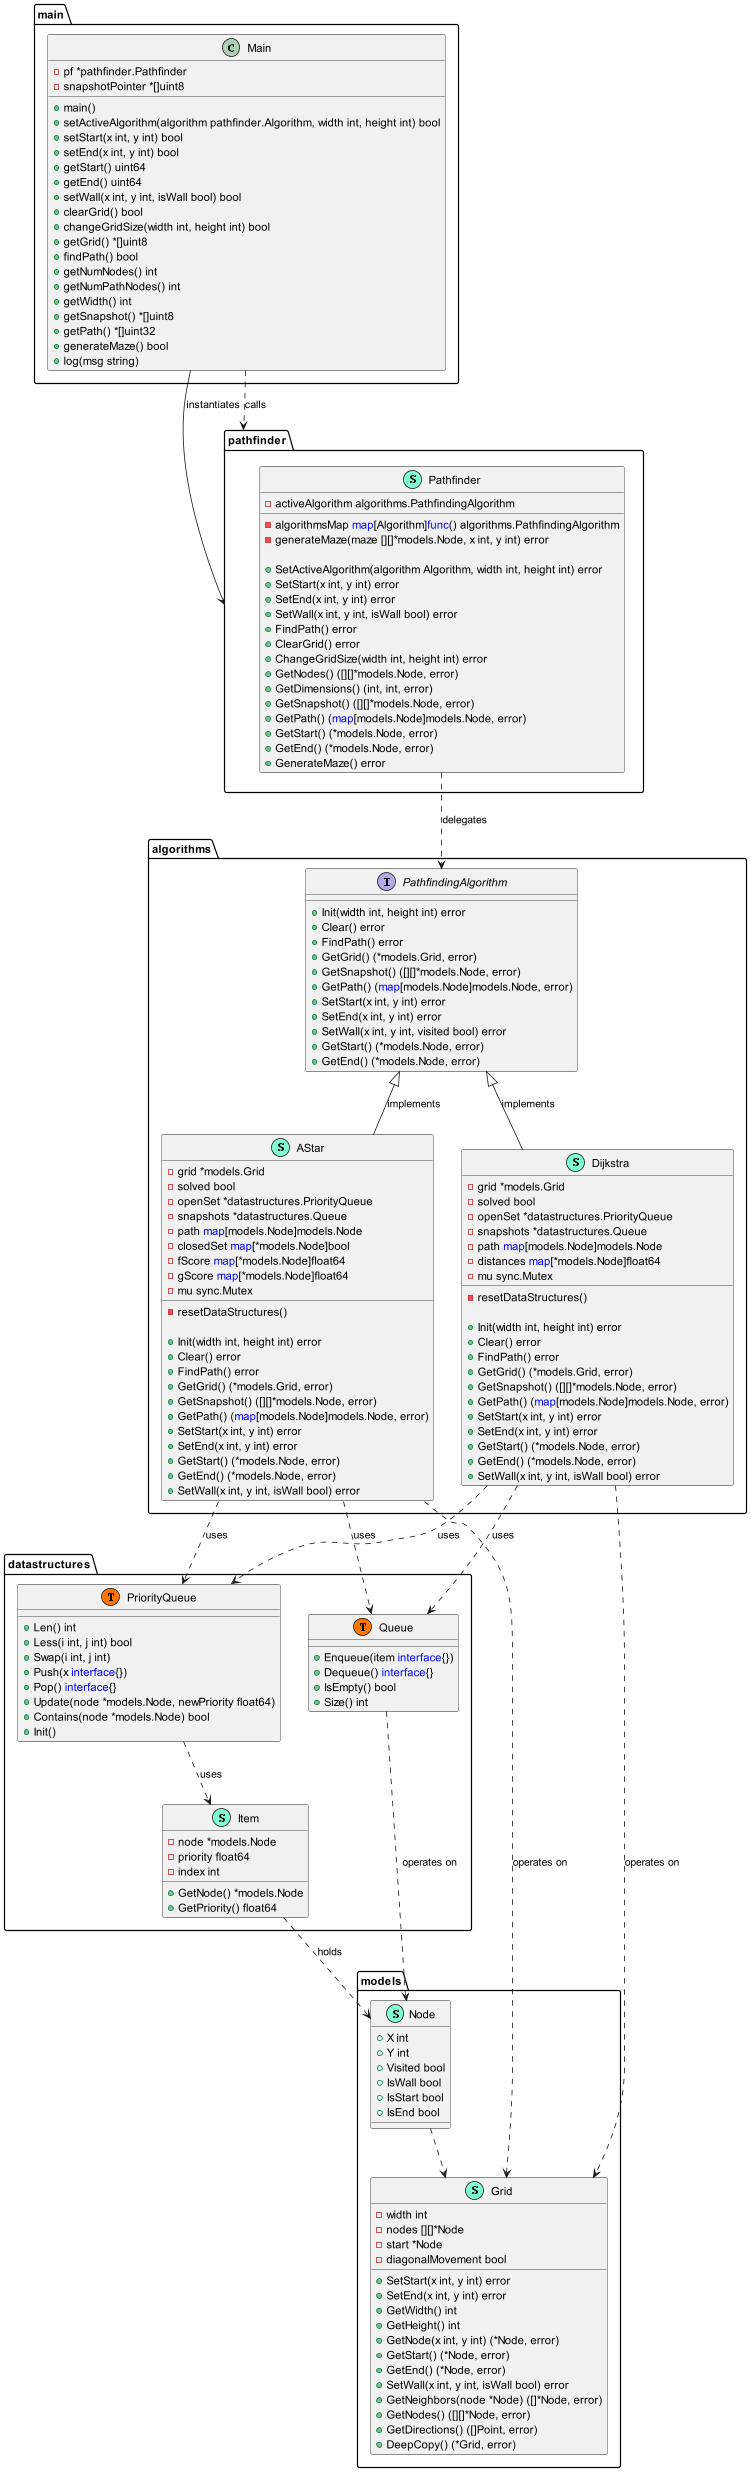 main
C Main
pf *pathfinder.Pathfinder
snapshotPointer *[]uint8
main()
setActiveAlgorithm(algorithm pathfinder.Algorithm, width int, height int) bool
setStart(x int, y int) bool
setEnd(x int, y int) bool
getStart() uint64
getEnd() uint64
setWall(x int, y int, isWall bool) bool
clearGrid() bool
changeGridSize(width int, height int) bool
getGrid() *[]uint8
findPath() bool
getNumNodes() int
getNumPathNodes() int
getWidth() int
getSnapshot() *[]uint8
getPath() *[]uint32
generateMaze() bool
log(msg string)
instantiates
calls
pathfinder
S Pathfinder
activeAlgorithm algorithms.PathfindingAlgorithm
algorithmsMap map[Algorithm]func() algorithms.PathfindingAlgorithm
generateMaze(maze [][]*models.Node, x int, y int) error
SetActiveAlgorithm(algorithm Algorithm, width int, height int) error
SetStart(x int, y int) error
SetEnd(x int, y int) error
SetWall(x int, y int, isWall bool) error
FindPath() error
ClearGrid() error
ChangeGridSize(width int, height int) error
GetNodes() ([][]*models.Node, error)
GetDimensions() (int, int, error)
GetSnapshot() ([][]*models.Node, error)
GetPath() (map[models.Node]models.Node, error)
GetStart() (*models.Node, error)
GetEnd() (*models.Node, error)
GenerateMaze() error
delegates
algorithms
I PathfindingAlgorithm
Init(width int, height int) error
Clear() error
FindPath() error
GetGrid() (*models.Grid, error)
GetSnapshot() ([][]*models.Node, error)
GetPath() (map[models.Node]models.Node, error)
SetStart(x int, y int) error
SetEnd(x int, y int) error
SetWall(x int, y int, visited bool) error
GetStart() (*models.Node, error)
GetEnd() (*models.Node, error)
implements
implements
S AStar
grid *models.Grid
solved bool
openSet *datastructures.PriorityQueue
snapshots *datastructures.Queue
path map[models.Node]models.Node
closedSet map[*models.Node]bool
fScore map[*models.Node]float64
gScore map[*models.Node]float64
mu sync.Mutex
resetDataStructures()
Init(width int, height int) error
Clear() error
FindPath() error
GetGrid() (*models.Grid, error)
GetSnapshot() ([][]*models.Node, error)
GetPath() (map[models.Node]models.Node, error)
SetStart(x int, y int) error
SetEnd(x int, y int) error
GetStart() (*models.Node, error)
GetEnd() (*models.Node, error)
SetWall(x int, y int, isWall bool) error
S Dijkstra
grid *models.Grid
solved bool
openSet *datastructures.PriorityQueue
snapshots *datastructures.Queue
path map[models.Node]models.Node
distances map[*models.Node]float64
mu sync.Mutex
resetDataStructures()
Init(width int, height int) error
Clear() error
FindPath() error
GetGrid() (*models.Grid, error)
GetSnapshot() ([][]*models.Node, error)
GetPath() (map[models.Node]models.Node, error)
SetStart(x int, y int) error
SetEnd(x int, y int) error
GetStart() (*models.Node, error)
GetEnd() (*models.Node, error)
SetWall(x int, y int, isWall bool) error
uses
uses
uses
uses
datastructures
T PriorityQueue
Len() int
Less(i int, j int) bool
Swap(i int, j int)
Push(x interface{})
Pop() interface{}
Update(node *models.Node, newPriority float64)
Contains(node *models.Node) bool
Init()
T Queue
Enqueue(item interface{})
Dequeue() interface{}
IsEmpty() bool
Size() int
uses
S Item
node *models.Node
priority float64
index int
GetNode() *models.Node
GetPriority() float64
operates on
operates on
operates on
holds
models
S Node
X int
Y int
Visited bool
IsWall bool
IsStart bool
IsEnd bool
S Grid
width int
nodes [][]*Node
start *Node
diagonalMovement bool
SetStart(x int, y int) error
SetEnd(x int, y int) error
GetWidth() int
GetHeight() int
GetNode(x int, y int) (*Node, error)
GetStart() (*Node, error)
GetEnd() (*Node, error)
SetWall(x int, y int, isWall bool) error
GetNeighbors(node *Node) ([]*Node, error)
GetNodes() ([][]*Node, error)
GetDirections() ([]Point, error)
DeepCopy() (*Grid, error)